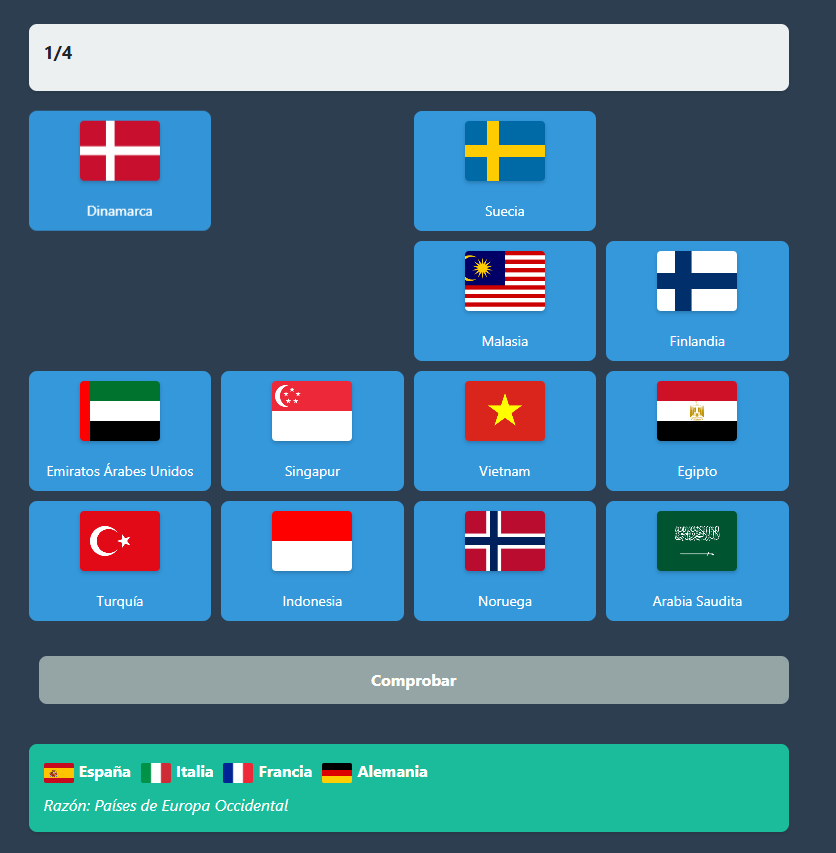 1/4
Dinamarca
Suecia
Malasia
Finlandia
Emiratos Árabes Unidos
Singapur
Vietnam
Egipto
Turquía
Indonesia
Noruega
Arabia Saudita
Comprobar
España Italia Francia Alemania
Razón: Países de Europa Occidental